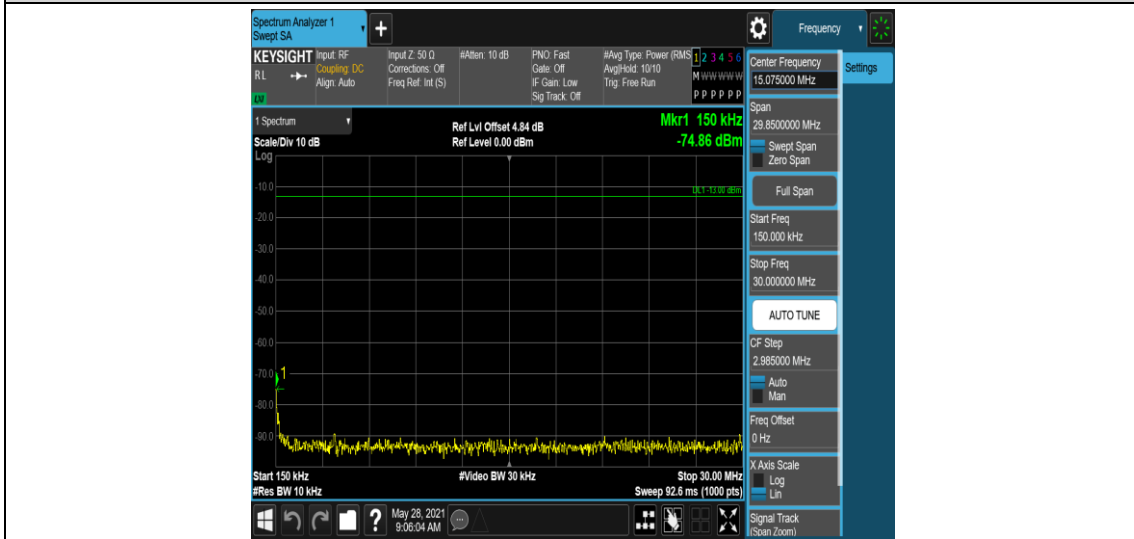 Spectrum Analyzer 1
Swept SA
Frequency
KEYSIGHT
RL
Input: RF
Coupling: DC
Align: Auto
Input Z: 50 Ω
Corrections: Off
Freq Ref: Int (S)
#Atten: 10 dB
PNO: Fast
Gate: Off
IF Gain: Low
Sig Track: Off
#Avg Type: Power (RMS
Avg|Hold: 10/10
Trig: Free Run
1 2 3 4 5 6
M W W W W W
P P P P P P
1 Spectrum
Scale/Div 10 dB
Log
Ref Lvl Offset 4.84 dB
Ref Level 0.00 dBm
Mkr1 150 kHz
-74.86 dBm
DL1 -13.00 dBm
-10.0
-20.0
-30.0
-40.0
-50.0
-60.0
-70.0
1
-80.0
-90.0
Start 150 kHz
#Res BW 10 kHz
#Video BW 30 kHz
Stop 30.00 MHz
Sweep 92.6 ms (1000 pts)
Center Frequency
15.075000 MHz
Settings
Span
29.8500000 MHz
Swept Span
Zero Span
Full Span
Start Freq
150.000 kHz
Stop Freq
30.000000 MHz
AUTO TUNE
CF Step
2.985000 MHz
Auto
Man
Freq Offset
0 Hz
X Axis Scale
Log
Lin
Signal Track
(Span Zoom)
May 28, 2021
9:06:04 AM